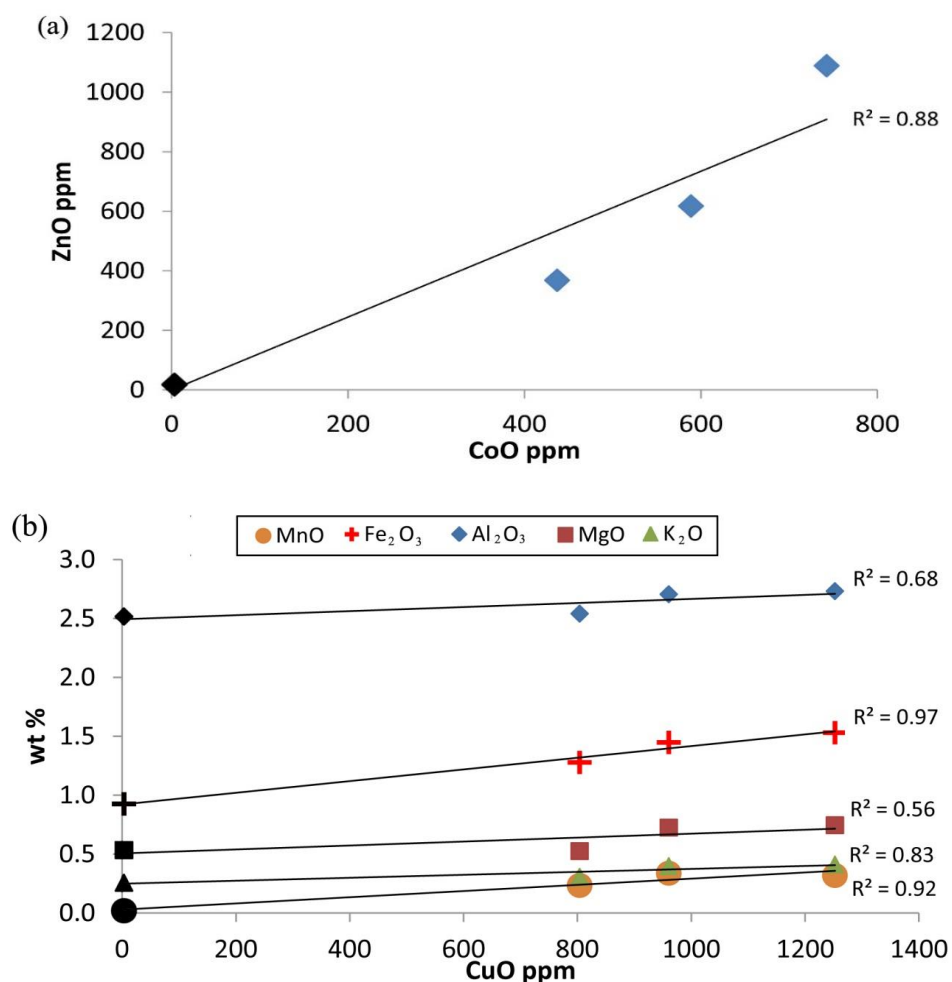 (a)
1200
1000
800
600
400
200
0
ZnO ppm
R² = 0.88
0 200 400 600 800
CoO ppm
(b)
MnO Fe₂O₃ Al₂O₃ MgO K₂O
3.0
2.5
2.0
1.5
1.0
0.5
0.0
wt %
R² = 0.68
R² = 0.97
R² = 0.56
R² = 0.83
R² = 0.92
0 200 400 600 800 1000 1200 1400
CuO ppm